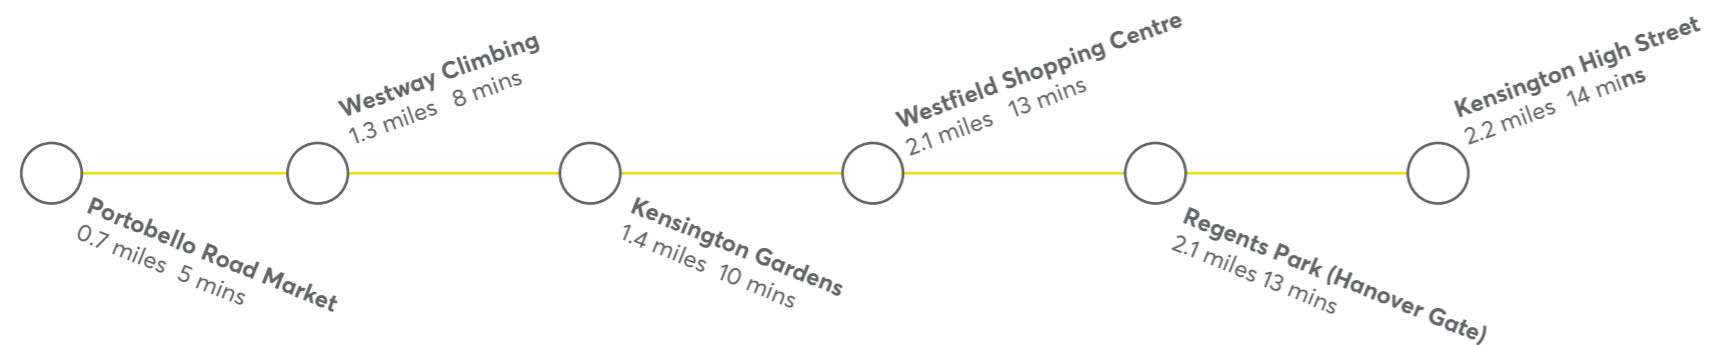 Portobello Road Market
0.7 miles 5 mins
Westway Climbing
1.3 miles 8 mins
Kensington Gardens
1.4 miles 10 mins
Westfield Shopping Centre
2.1 miles 13 mins
Regents Park (Hanover Gate)
2.1 miles 13 mins
Kensington High Street
2.2 miles 14 mins